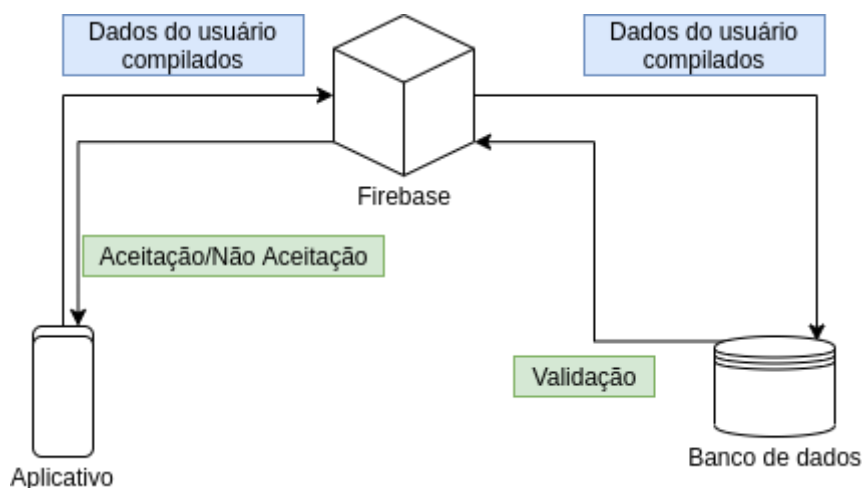 Dados do usuário
compilados
Dados do usuário
compilados
Firebase
Aceitação/Não Aceitação
Validação
Banco de dados
Aplicativo